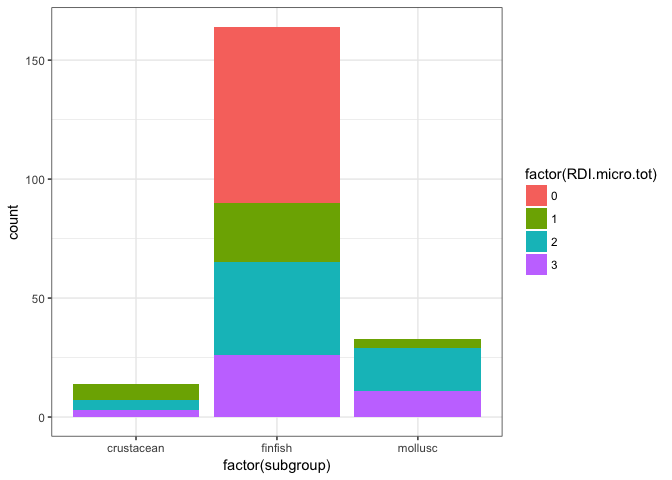 150
100
50
0
count
crustacean finfish mollusc
factor(subgroup)
factor(RDI.micro.tot)
0
1
2
3